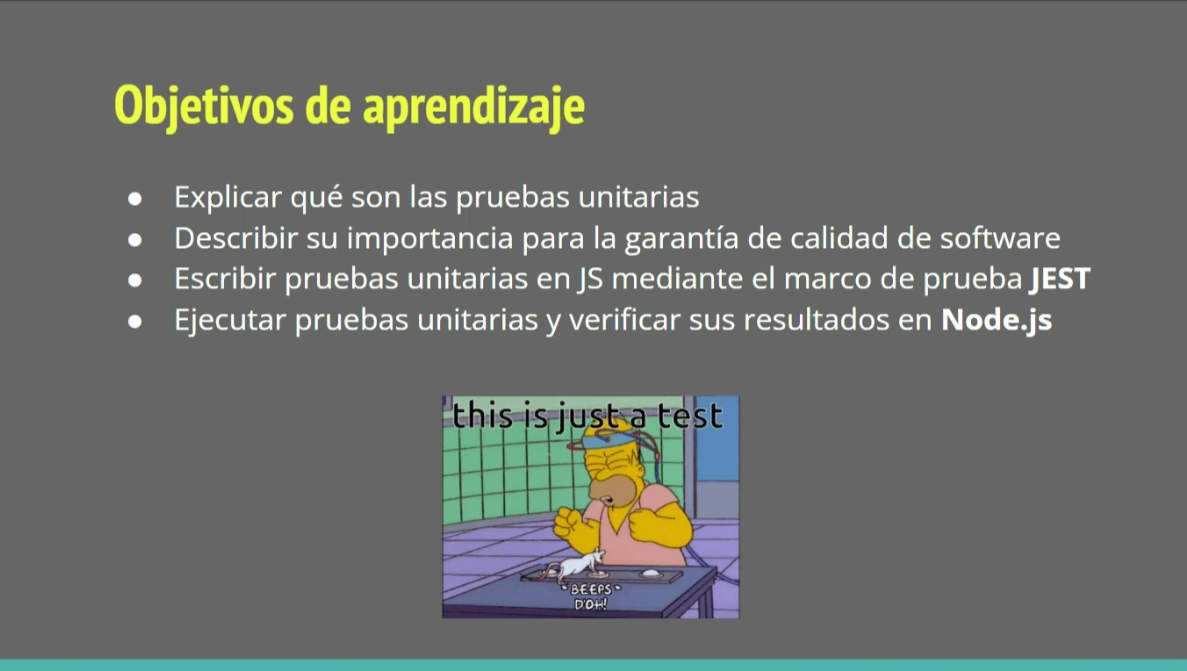 Objetivos de aprendizaje
● Explicar qué son las pruebas unitarias
● Describir su importancia para la garantía de calidad de software
● Escribir pruebas unitarias en JS mediante el marco de prueba JEST
● Ejecutar pruebas unitarias y verificar sus resultados en Node.js
this is just a test
*BEEPS*
D'OH!